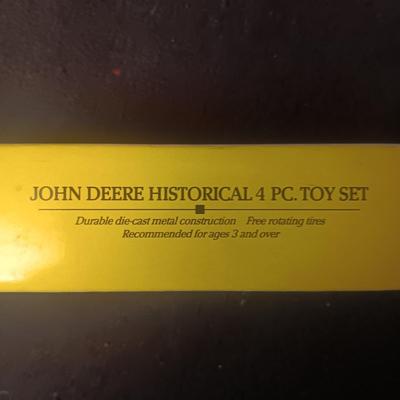 JOHN DEERE HISTORICAL 4 PC. TOY SET
Durable die-cast metal construction Free rotating tires
Recommended for ages 3 and over